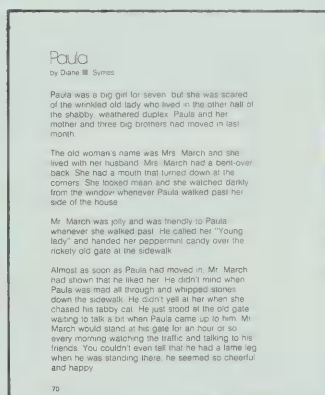 Paula
by Diane Symes
Paula was a big girl for seven but she was scared
of the wrinkled old lady who lived in the other half of
the shabby, weathered duplex. Paula and her
mother and three big brothers had moved in last
month.
The old woman's name was Mrs. March and she
lived with her husband. Mrs. March had a bent-over
back. She had a mouth that turned down at the
corners. She looked mean and she watched darkly
from the window whenever Paula walked past her
side of the house.
Mr. March was jolly and was friendly to Paula
whenever she walked past. He called her "Young
lady" and handed her peppermint candy over the
rickety old gate at the sidewalk.
Almost as soon as Paula had moved in, Mr. March
had shown that he liked her. He didn't mind when
Paula was mad all through and whipped stones
down the sidewalk. He didn't yell at her when she
chased his tabby cat. He just stood at the old gate
waiting to talk a bit when Paula came up to him. Mr.
March would stand at his gate for an hour or so
every morning watching the traffic and talking to his
friends. You couldn't even tell that he had a lame leg
when he was standing there, he seemed so cheerful
and happy.
70